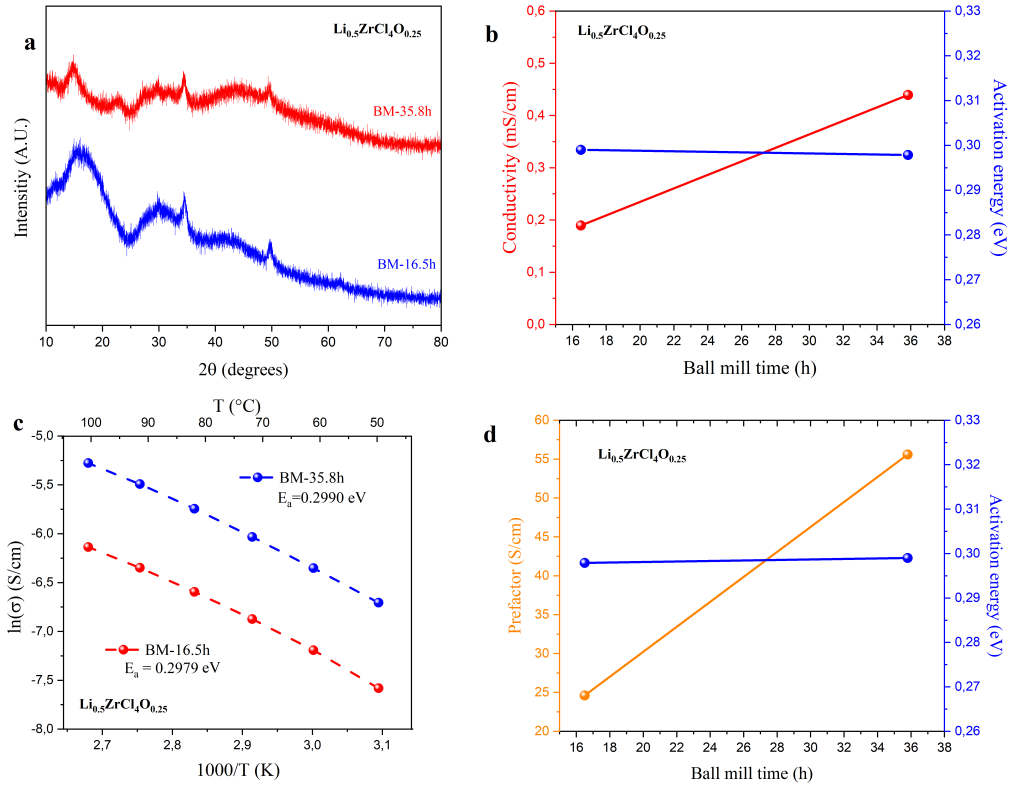 a
Li0.5ZrCl4O0.25
BM-35.8h
BM-16.5h
Intensitiy (A.U.)
10 20 30 40 50 60 70 80
2θ (degrees)
b
Li0.5ZrCl4O0.25
0,6
0,5
0,4
0,3
0,2
0,1
0,0
Conductivity (mS/cm)
0,33
0,32
0,31
0,30
0,29
0,28
0,27
0,26
Activation energy (eV)
16 18 20 22 24 26 28 30 32 34 36 38
Ball mill time (h)
c
T (°C)
100 90 80 70 60 50
-5,0
-5,5
-6,0
-6,5
-7,0
-7,5
-8,0
ln(σ) (S/cm)
BM-35.8h
Ea=0.2990 eV
BM-16.5h
Ea = 0.2979 eV
Li0.5ZrCl4O0.25
2,7 2,8 2,9 3,0 3,1
1000/T (K)
d
Li0.5ZrCl4O0.25
60
55
50
45
40
35
30
25
20
Prefactor (S/cm)
0,33
0,32
0,31
0,30
0,29
0,28
0,27
0,26
Activation energy (eV)
16 18 20 22 24 26 28 30 32 34 36 38
Ball mill time (h)